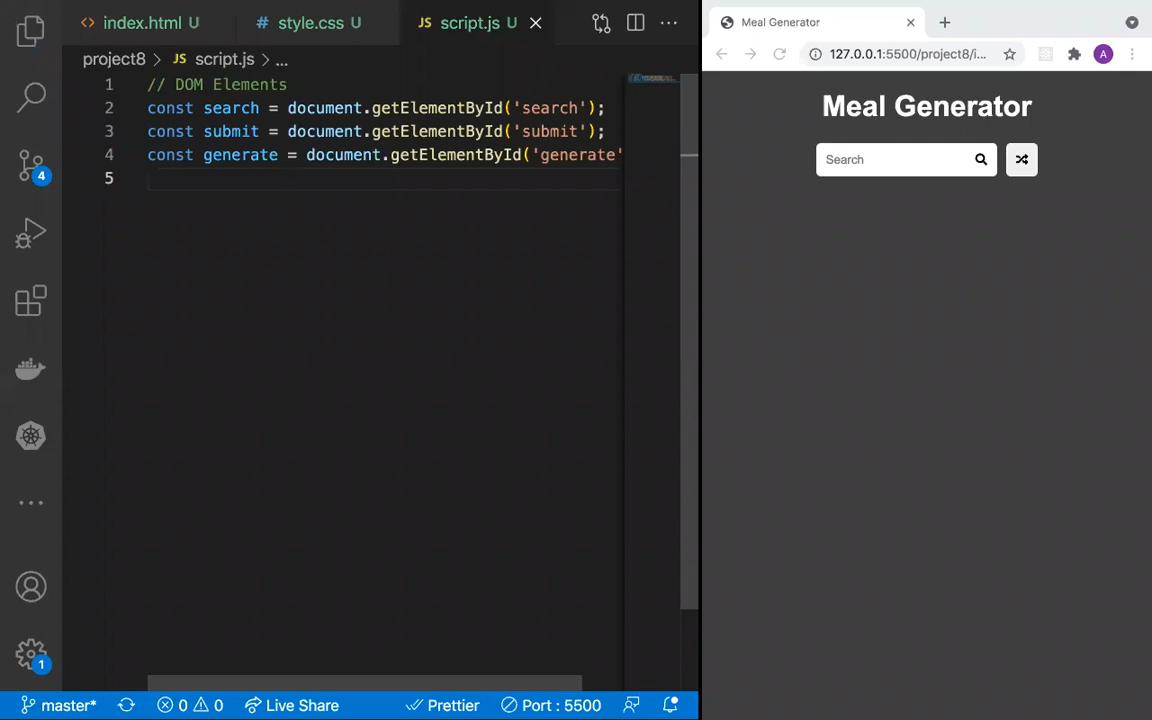 index.html U
# style.css U
JS script.js U
project8 > JS script.js > ...
1 // DOM Elements
2 const search = document.getElementById('search');
3 const submit = document.getElementById('submit');
4 const generate = document.getElementById('generate'
5
4
1
master*
0 0
Live Share
Prettier
Port : 5500
Meal Generator
127.0.0.1:5500/project8/i...
A
Meal Generator
Search